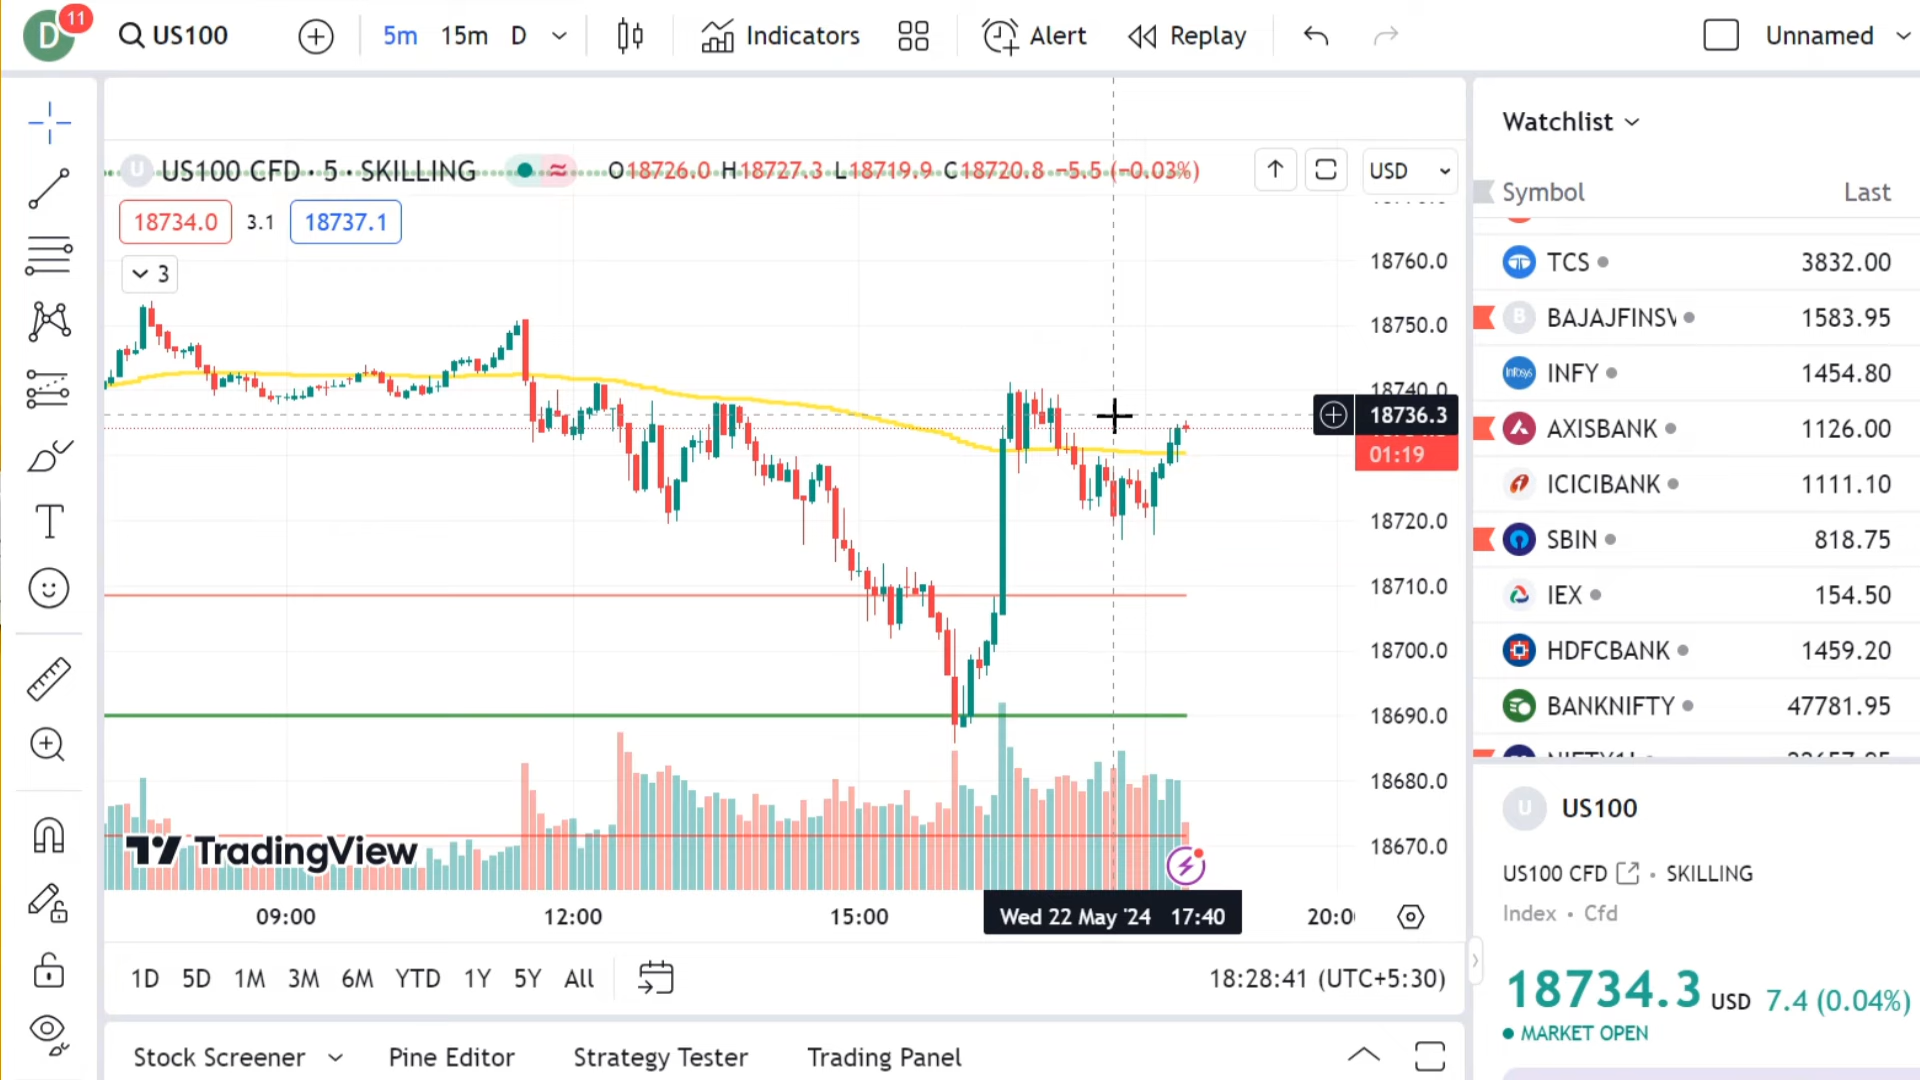 D
11
US100
5m 15m D
Indicators
Alert
Replay
Unnamed
U US100 CFD · 5 · SKILLING
O18726.0 H18727.3 L18719.9 C18720.8 −5.5 (−0.03%)
USD
18734.0 3.1 18737.1
3
18760.0
18750.0
18740.0
18736.3
01:19
18720.0
18710.0
18700.0
18690.0
18680.0
18670.0
TradingView
09:00 12:00 15:00 Wed 22 May '24 17:40 20:0
1D 5D 1M 3M 6M YTD 1Y 5Y All
18:28:41 (UTC+5:30)
Stock Screener Pine Editor Strategy Tester Trading Panel
Watchlist
Symbol Last
TCS 3832.00
B BAJAJFINSV 1583.95
Infosys INFY 1454.80
AXISBANK 1126.00
ICICIBANK 1111.10
SBIN 818.75
IEX 154.50
HDFCBANK 1459.20
BANKNIFTY 47781.95
U US100
US100 CFD • SKILLING
Index • Cfd
18734.3 USD 7.4 (0.04%)
MARKET OPEN